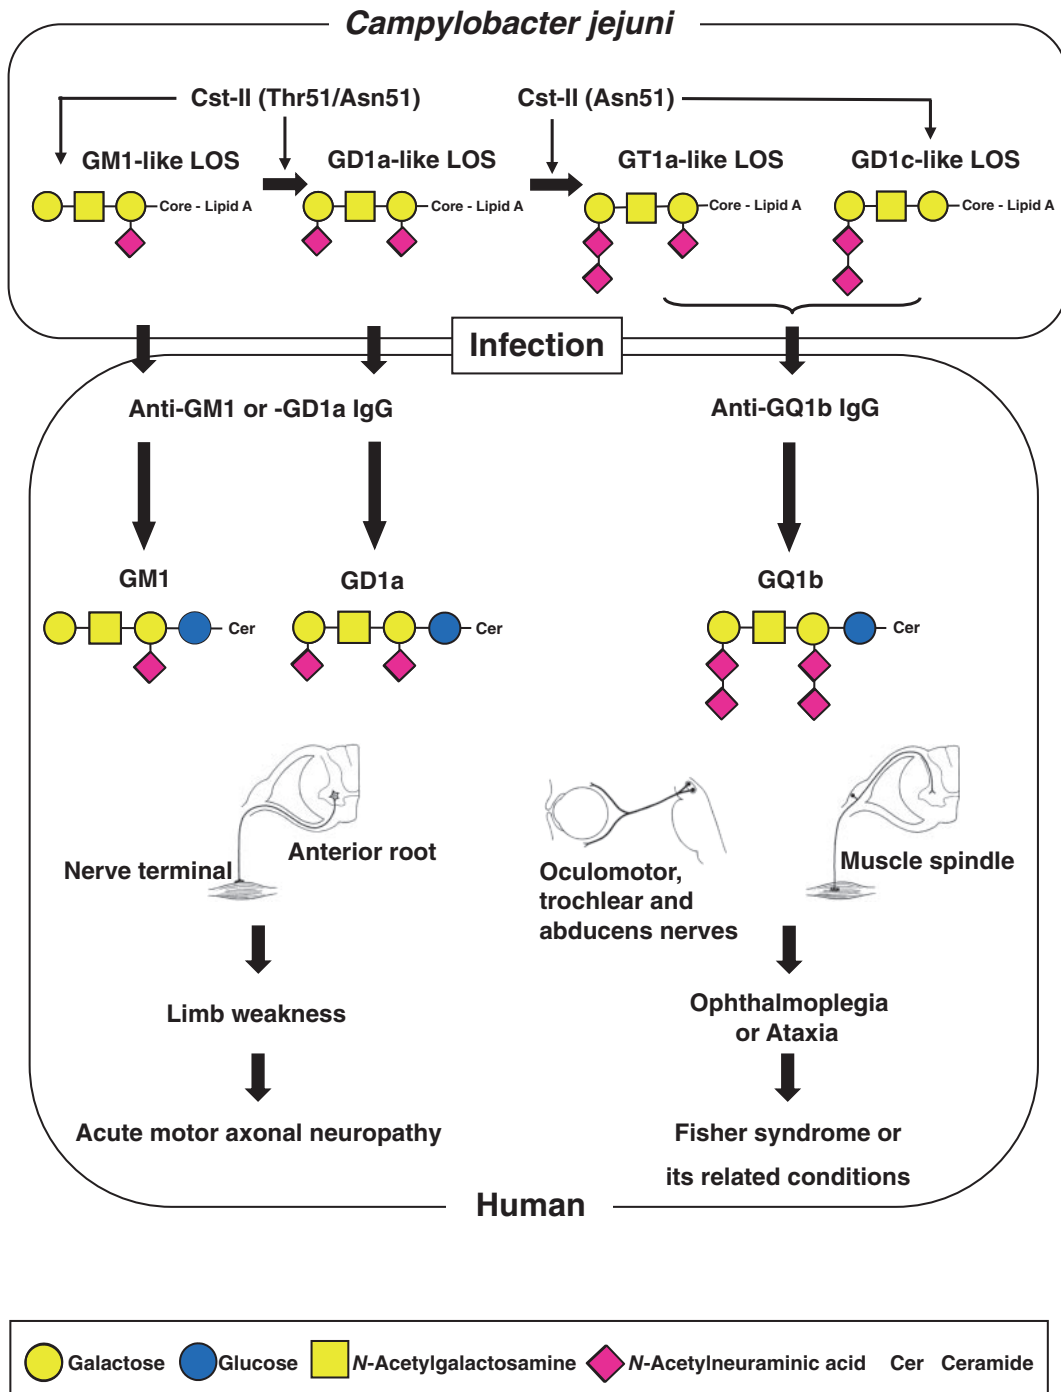 Campylobacter jejuni
Cst-II (Thr51/Asn51)
Cst-II (Asn51)
GM1-like LOS
GD1a-like LOS
GT1a-like LOS
GD1c-like LOS
Core - Lipid A
Core - Lipid A
Core - Lipid A
Core - Lipid A
Infection
Anti-GM1 or -GD1a IgG
Anti-GQ1b IgG
GM1
GD1a
GQ1b
Cer
Cer
Cer
Nerve terminal
Anterior root
Oculomotor,
trochlear and
abducens nerves
Muscle spindle
Limb weakness
Ophthalmoplegia
or Ataxia
Acute motor axonal neuropathy
Fisher syndrome or
its related conditions
Human
Galactose Glucose N-Acetylgalactosamine N-Acetylneuraminic acid Cer Ceramide